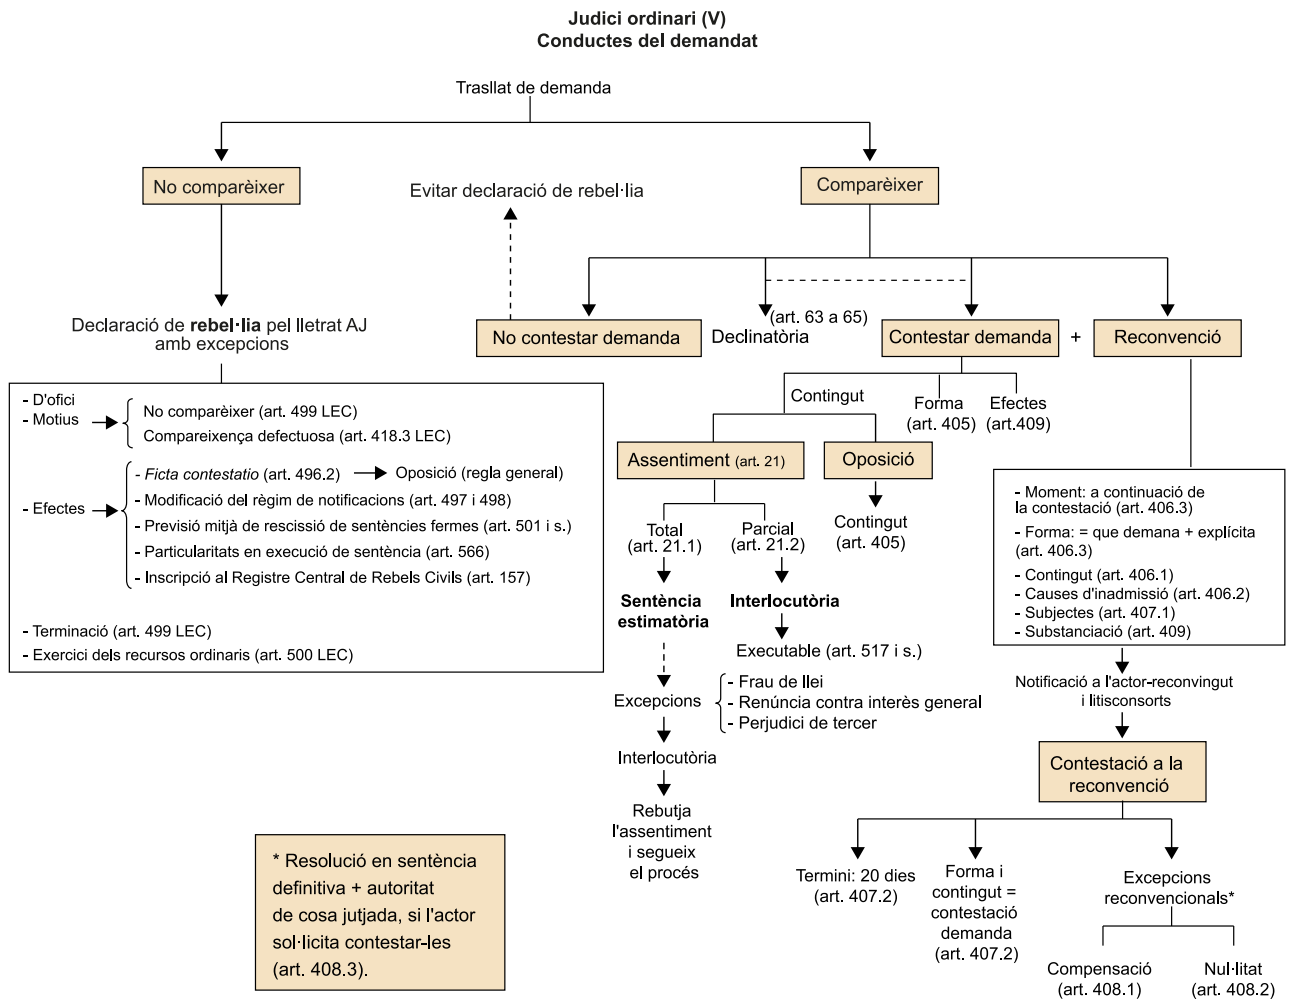 Judici ordinari (V)
Conductes del demandat
Trasllat de demanda
No comparèixer
Evitar declaració de rebel·lia
Comparèixer
Declaració de rebel·lia pel lletrat AJ
amb excepcions
No contestar demanda
Declinatòria
(art. 63 a 65)
Contestar demanda
+
Reconvenció
- D'ofici
- Motius
No comparèixer (art. 499 LEC)
Compareixença defectuosa (art. 418.3 LEC)
- Efectes
- Ficta contestatio (art. 496.2)
Oposició (regla general)
- Modificació del règim de notificacions (art. 497 i 498)
- Previsió mitjà de rescissió de sentències fermes (art. 501 i s.)
- Particularitats en execució de sentència (art. 566)
- Inscripció al Registre Central de Rebels Civils (art. 157)
- Terminació (art. 499 LEC)
- Exercici dels recursos ordinaris (art. 500 LEC)
Contingut
Forma
(art. 405)
Efectes
(art.409)
Assentiment (art. 21)
Oposició
Total
(art. 21.1)
Parcial
(art. 21.2)
Contingut
(art. 405)
Sentència
estimatòria
Interlocutòria
Executable (art. 517 i s.)
Excepcions
- Frau de llei
- Renúncia contra interès general
- Perjudici de tercer
Interlocutòria
Rebutja
l'assentiment
i segueix
el procés
- Moment: a continuació de
la contestació (art. 406.3)
- Forma: = que demana + explícita
(art. 406.3)
- Contingut (art. 406.1)
- Causes d'inadmissió (art. 406.2)
- Subjectes (art. 407.1)
- Substanciació (art. 409)
Notificació a l'actor-reconvingut
i litisconsorts
Contestació a la
reconvenció
Termini: 20 dies
(art. 407.2)
Forma i
contingut =
contestació
demanda
(art. 407.2)
Excepcions
reconvencionals*
Compensació
(art. 408.1)
Nul·litat
(art. 408.2)
* Resolució en sentència
definitiva + autoritat
de cosa jutjada, si l'actor
sol·licita contestar-les
(art. 408.3).